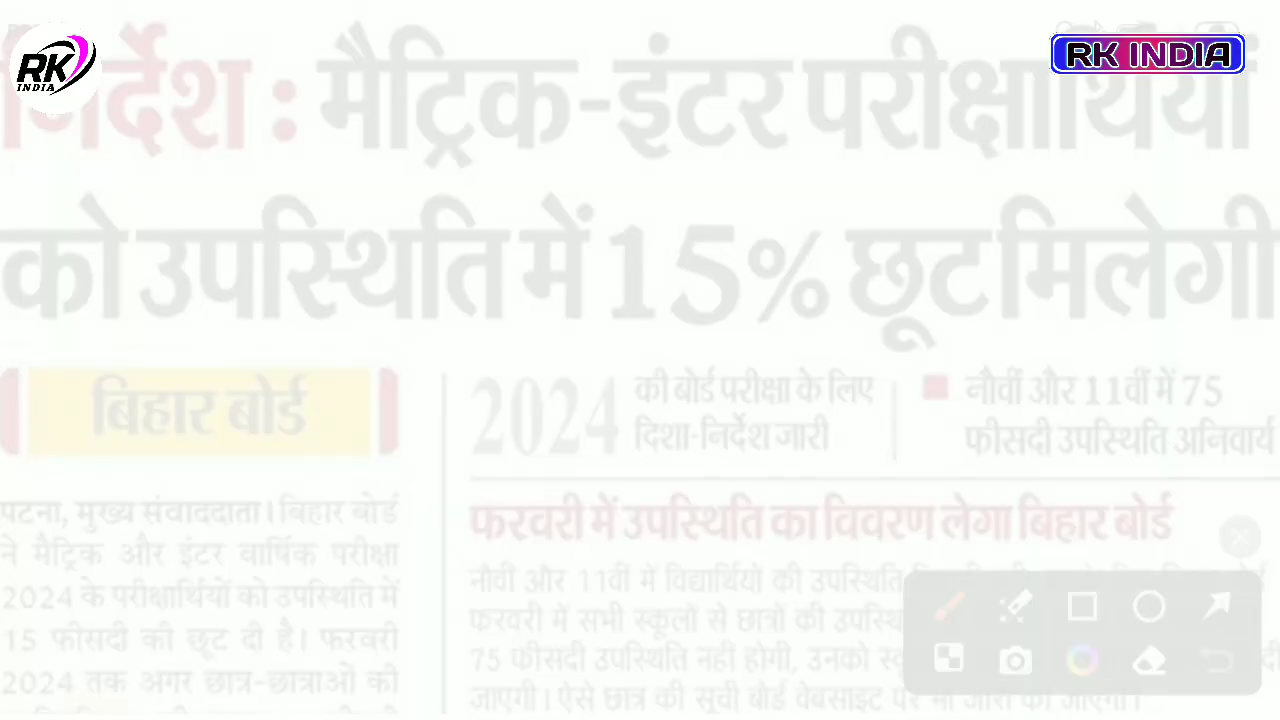 RK
INDIA
RK INDIA
निर्देश : मैट्रिक-इंटर परीक्षार्थियों
को उपस्थिति में 15% छूट मिलेगी
बिहार बोर्ड
2024 की बोर्ड परीक्षा के लिए
दिशा-निर्देश जारी
नौवीं और 11वीं में 75
फीसदी उपस्थिति अनिवार्य
पटना, मुख्य संवाददाता। बिहार बोर्ड
ने मैट्रिक और इंटर वार्षिक परीक्षा
2024 के परीक्षार्थियों को उपस्थिति में
15 फीसदी की छूट दी है। फरवरी
2024 तक अगर छात्र-छात्राओं को
फरवरी में उपस्थिति का विवरण लेगा बिहार बोर्ड
नौवीं और 11वीं में विद्यार्थियों की उपस्थिति
फरवरी में सभी स्कूलों से छात्रों की
75 फीसदी उपस्थिति नहीं होगी, उनको
जाएगी। ऐसे छात्र की सूची बोर्ड वेबसाइट पर भी जारी की जाएगी।